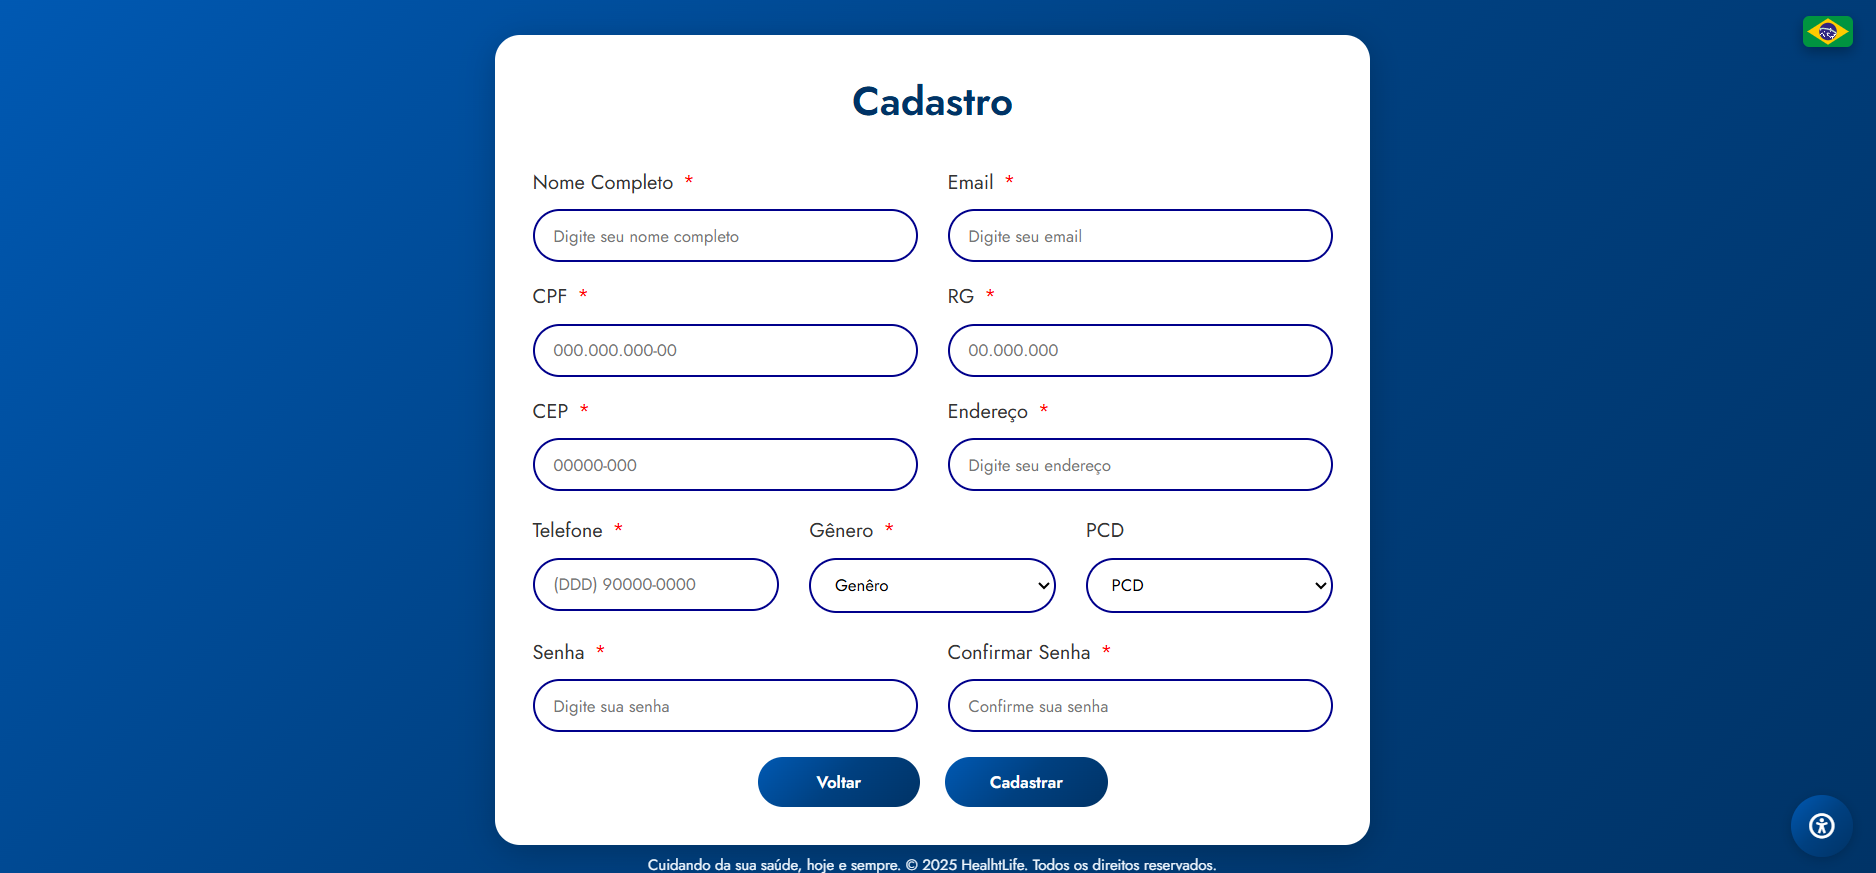 Cadastro
Nome Completo * Email *
Digite seu nome completo Digite seu email
CPF * RG *
000.000.000-00 00.000.000
CEP * Endereço *
00000-000 Digite seu endereço
Telefone * Gênero * PCD
(DDD) 90000-0000 Genêro PCD
Senha * Confirmar Senha *
Digite sua senha Confirme sua senha
Voltar Cadastrar
Cuidando da sua saúde, hoje e sempre. © 2025 HealhtLife. Todos os direitos reservados.